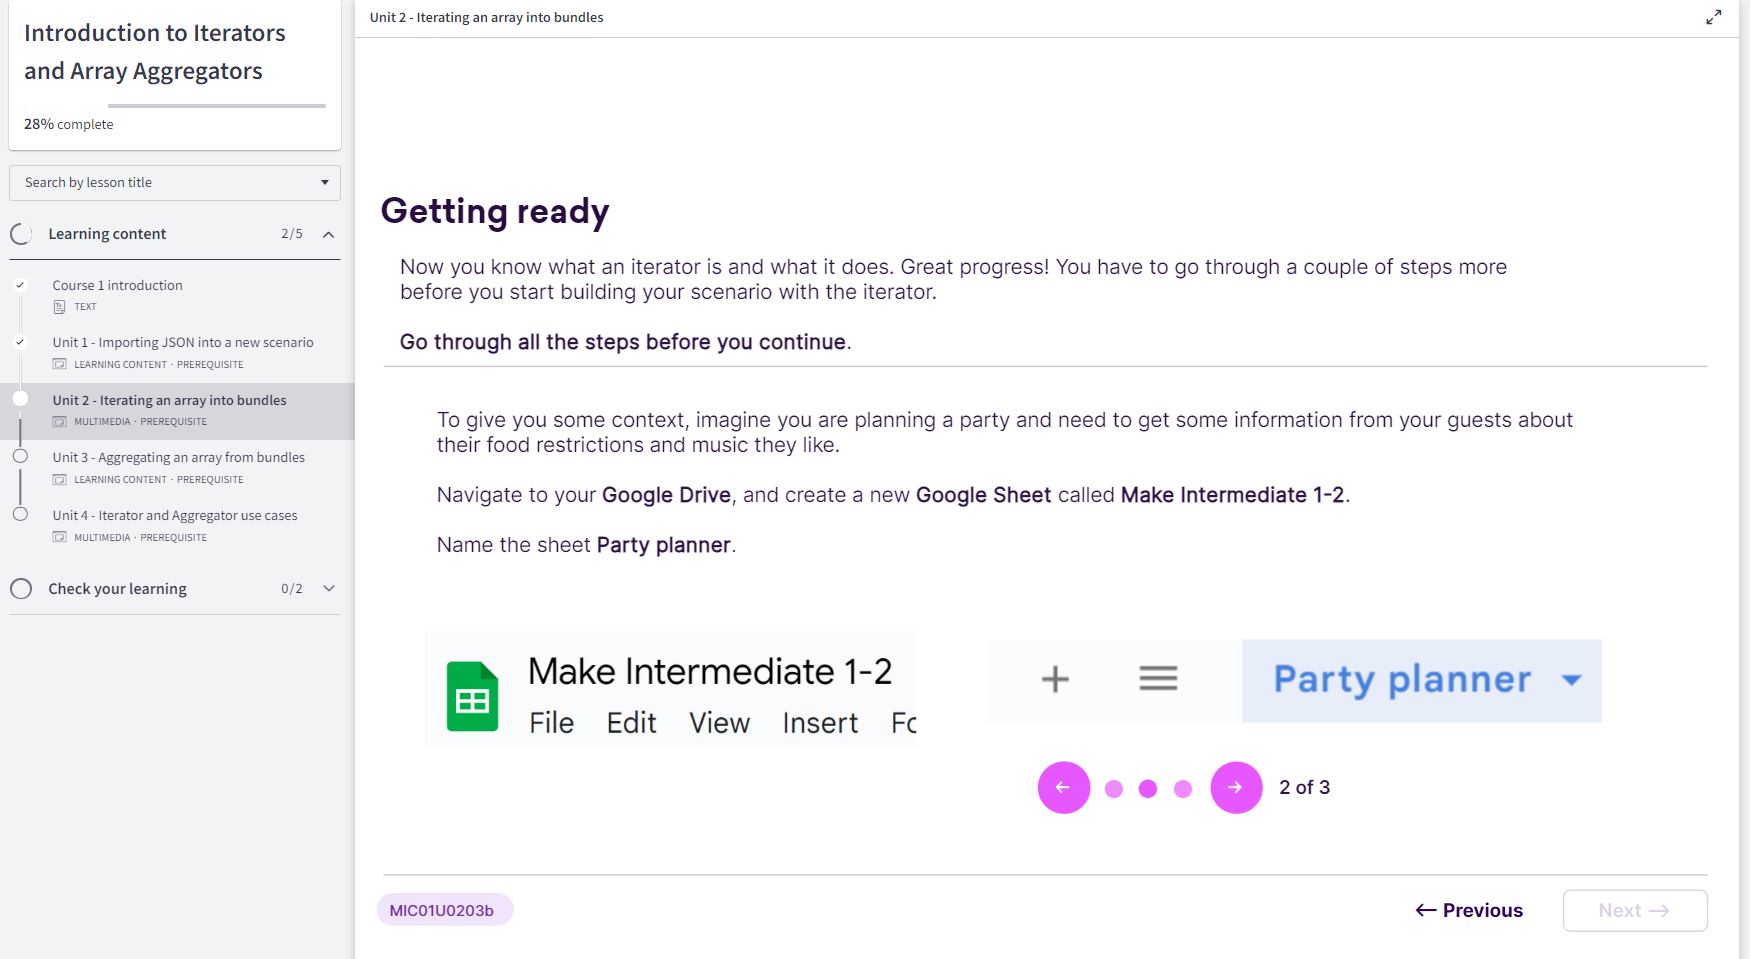 Introduction to Iterators
and Array Aggregators
28% complete
Search by lesson title
Learning content 2/5
Course 1 introduction
TEXT
Unit 1 - Importing JSON into a new scenario
LEARNING CONTENT · PREREQUISITE
Unit 2 - Iterating an array into bundles
MULTIMEDIA · PREREQUISITE
Unit 3 - Aggregating an array from bundles
LEARNING CONTENT · PREREQUISITE
Unit 4 - Iterator and Aggregator use cases
MULTIMEDIA · PREREQUISITE
Check your learning 0/2
Unit 2 - Iterating an array into bundles
Getting ready
Now you know what an iterator is and what it does. Great progress! You have to go through a couple of steps more
before you start building your scenario with the iterator.
Go through all the steps before you continue.
To give you some context, imagine you are planning a party and need to get some information from your guests about
their food restrictions and music they like.
Navigate to your Google Drive, and create a new Google Sheet called Make Intermediate 1-2.
Name the sheet Party planner.
Make Intermediate 1-2
File Edit View Insert Fo
Party planner
2 of 3
MIC01U0203b
← Previous
Next →